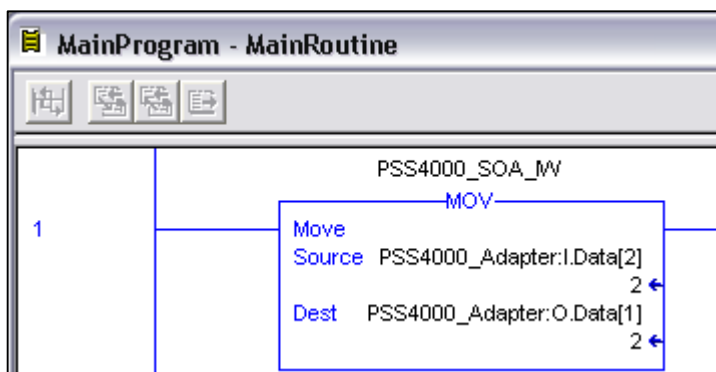 MainProgram - MainRoutine
PSS4000_SOA_IW
MOV
1
Move
Source PSS4000_Adapter:I.Data[2]
2
Dest PSS4000_Adapter:O.Data[1]
2